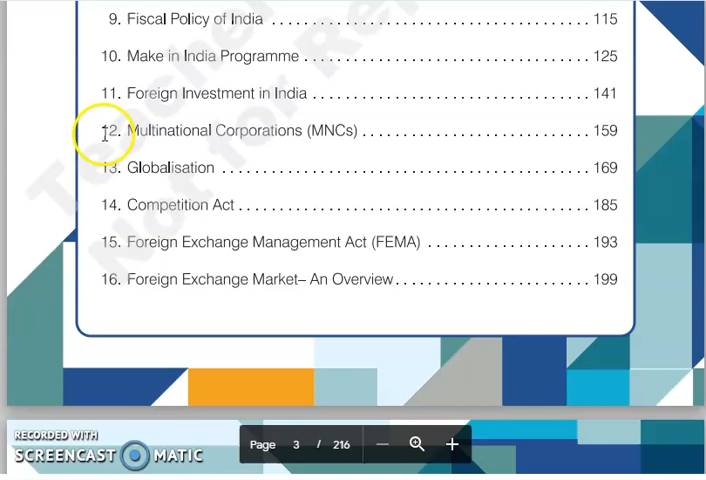 9. Fiscal Policy of India ........................................ 115
10. Make in India Programme ................................... 125
11. Foreign Investment in India .................................. 141
12. Multinational Corporations (MNCs) ............................ 159
13. Globalisation ............................................. 169
14. Competition Act ........................................... 185
15. Foreign Exchange Management Act (FEMA) .................... 193
16. Foreign Exchange Market– An Overview ........................ 199
Not for
RECORDED WITH
SCREENCAST MATIC
Page 3 / 216